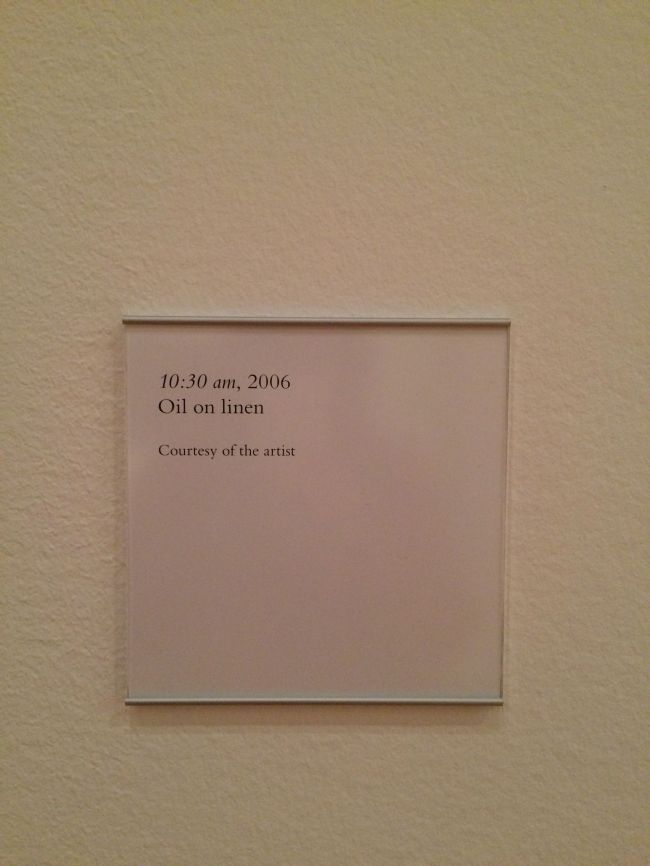 10:30 am, 2006
Oil on linen
Courtesy of the artist